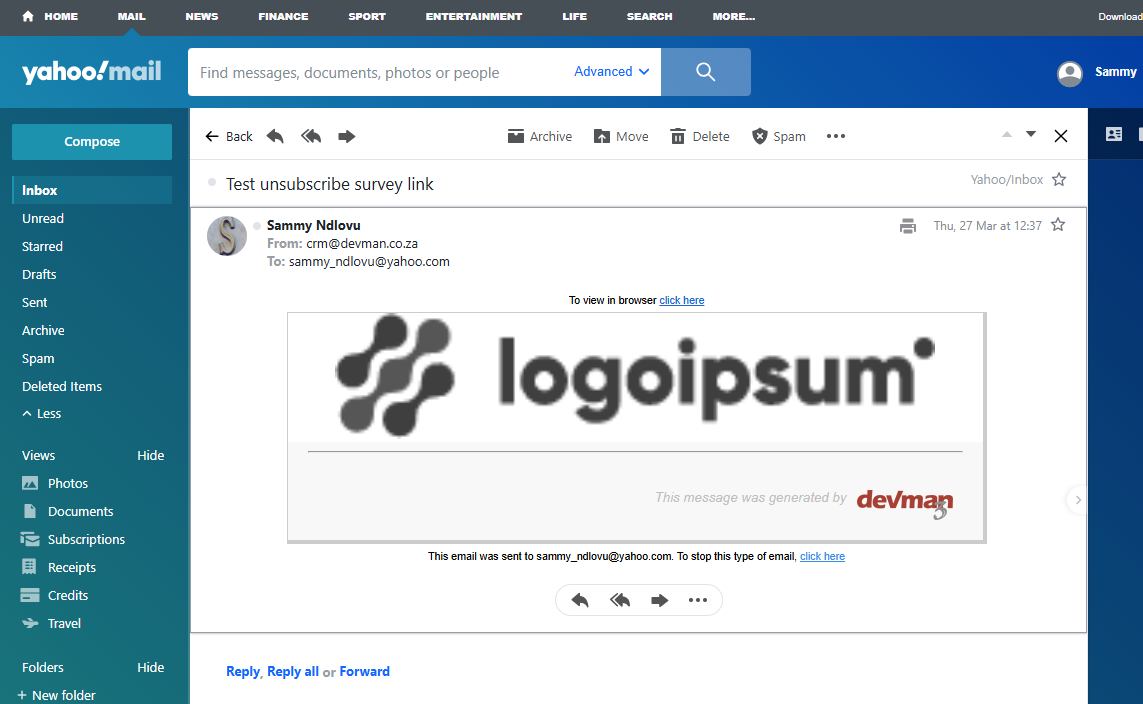 HOME MAIL NEWS FINANCE SPORT ENTERTAINMENT LIFE SEARCH MORE... Download
yahoo!mail
Find messages, documents, photos or people Advanced
Sammy
Compose
Back Archive Move Delete Spam
Inbox
Unread
Starred
Drafts
Sent
Archive
Spam
Deleted Items
Less
Views Hide
Photos
Documents
Subscriptions
Receipts
Credits
Travel
Folders Hide
+ New folder
Test unsubscribe survey link Yahoo/Inbox
S
Sammy Ndlovu Thu, 27 Mar at 12:37
From: crm@devman.co.za
To: sammy_ndlovu@yahoo.com
To view in browser click here
logoipsum
This message was generated by devman 3
This email was sent to sammy_ndlovu@yahoo.com. To stop this type of email, click here
Reply, Reply all or Forward